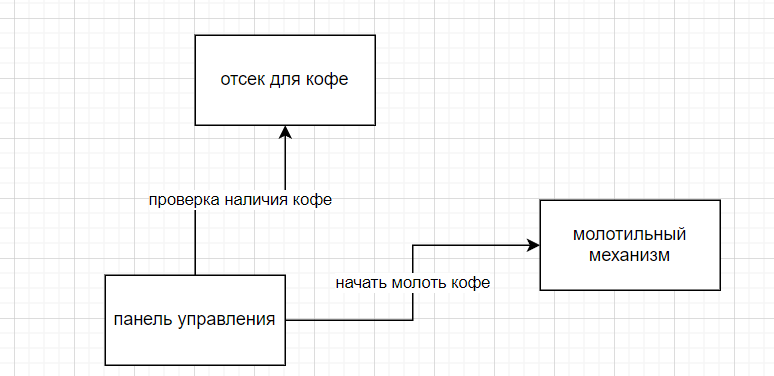 отсек для кофе
проверка наличия кофе
молотильный
механизм
начать молоть кофе
панель управления